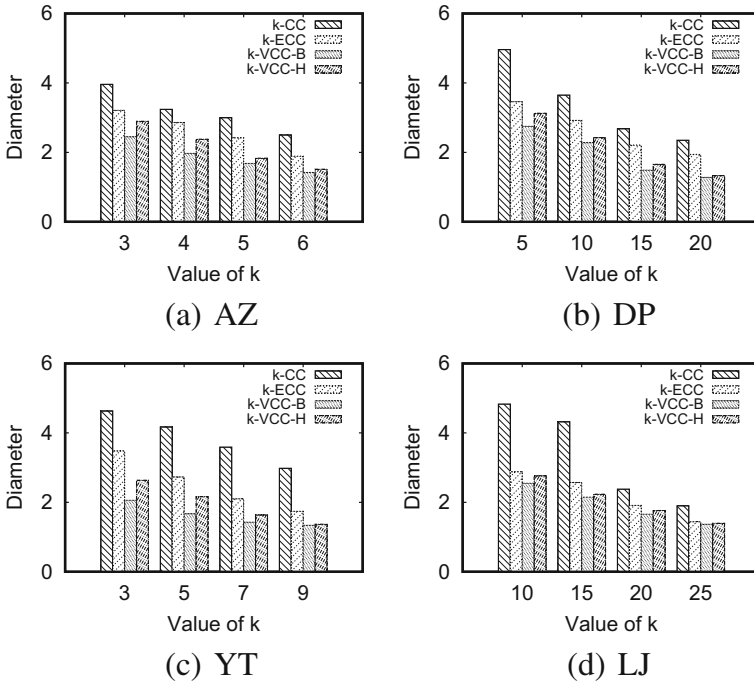 6
4
2
0
Diameter
k-CC
k-ECC
k-VCC-B
k-VCC-H
3 4 5 6
Value of k
(a) AZ
6
4
2
0
Diameter
k-CC
k-ECC
k-VCC-B
k-VCC-H
5 10 15 20
Value of k
(b) DP
6
4
2
0
Diameter
k-CC
k-ECC
k-VCC-B
k-VCC-H
3 5 7 9
Value of k
(c) YT
6
4
2
0
Diameter
k-CC
k-ECC
k-VCC-B
k-VCC-H
10 15 20 25
Value of k
(d) LJ